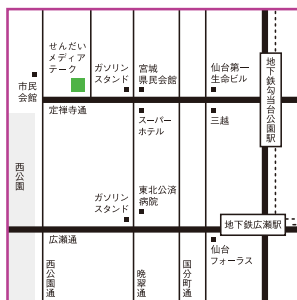 せんだい
メディア
テーク
ガソリン
スタンド
宮城
県民会館
仙台第一
生命ビル
地下鉄勾当台公園駅
市民
会館
定禅寺通
スーパー
ホテル
三越
西公園
ガソリン
スタンド
東北公済
病院
地下鉄広瀬駅
広瀬通
仙台
フォーラス
西公園通
晩翠通
国分町通